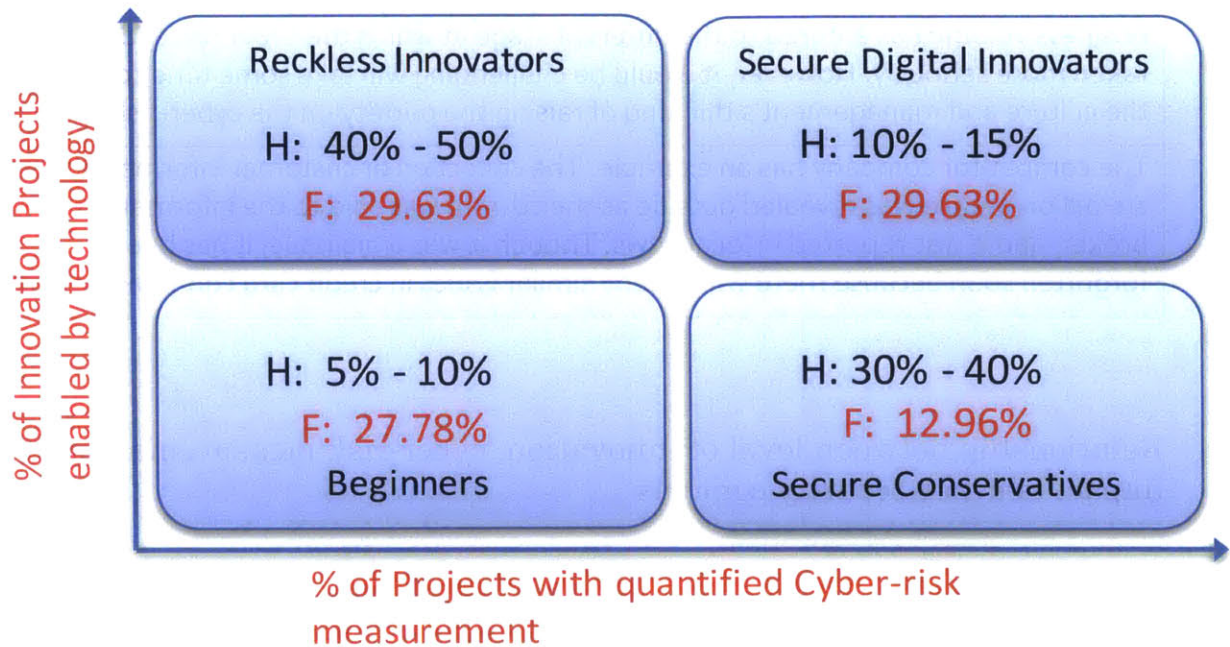 % of Innovation Projects
enabled by technology
Reckless Innovators
H: 40% - 50%
F: 29.63%
Secure Digital Innovators
H: 10% - 15%
F: 29.63%
H: 5% - 10%
F: 27.78%
Beginners
H: 30% - 40%
F: 12.96%
Secure Conservatives
% of Projects with quantified Cyber-risk
measurement